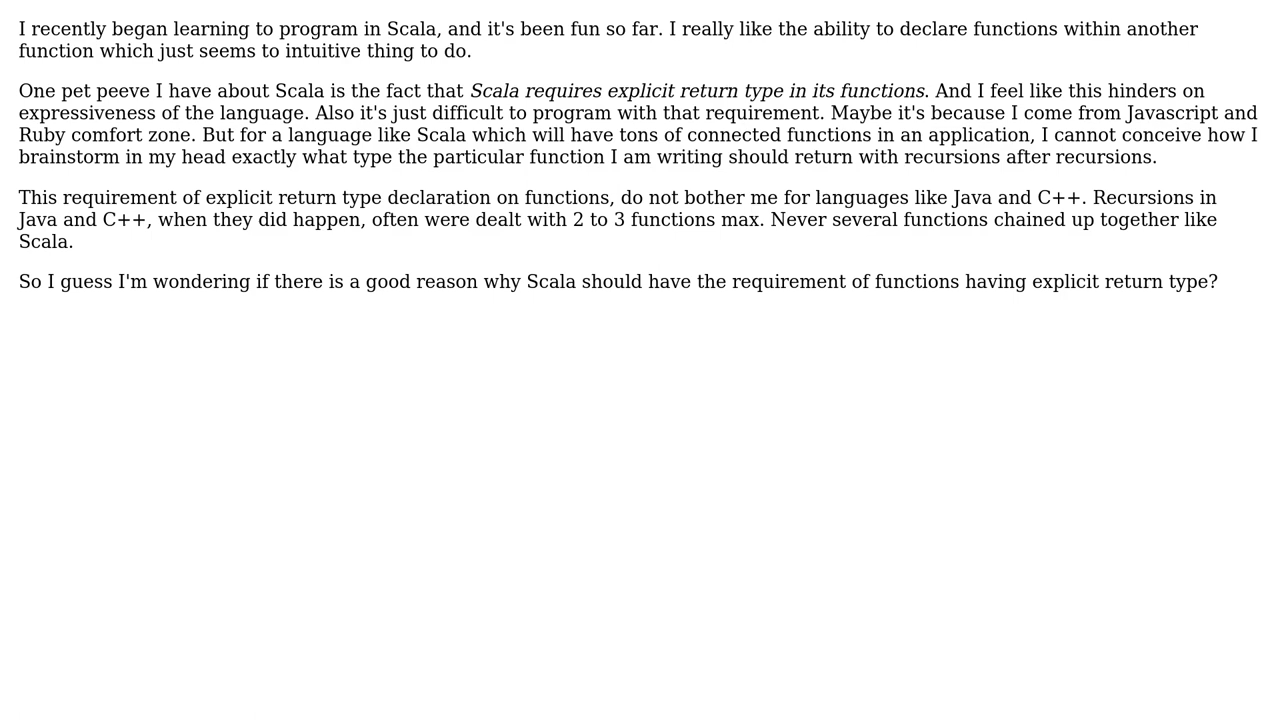 I recently began learning to program in Scala, and it's been fun so far. I really like the ability to declare functions within another
function which just seems to intuitive thing to do.
One pet peeve I have about Scala is the fact that Scala requires explicit return type in its functions. And I feel like this hinders on
expressiveness of the language. Also it's just difficult to program with that requirement. Maybe it's because I come from Javascript and
Ruby comfort zone. But for a language like Scala which will have tons of connected functions in an application, I cannot conceive how I
brainstorm in my head exactly what type the particular function I am writing should return with recursions after recursions.
This requirement of explicit return type declaration on functions, do not bother me for languages like Java and C++. Recursions in
Java and C++, when they did happen, often were dealt with 2 to 3 functions max. Never several functions chained up together like
Scala.
So I guess I'm wondering if there is a good reason why Scala should have the requirement of functions having explicit return type?